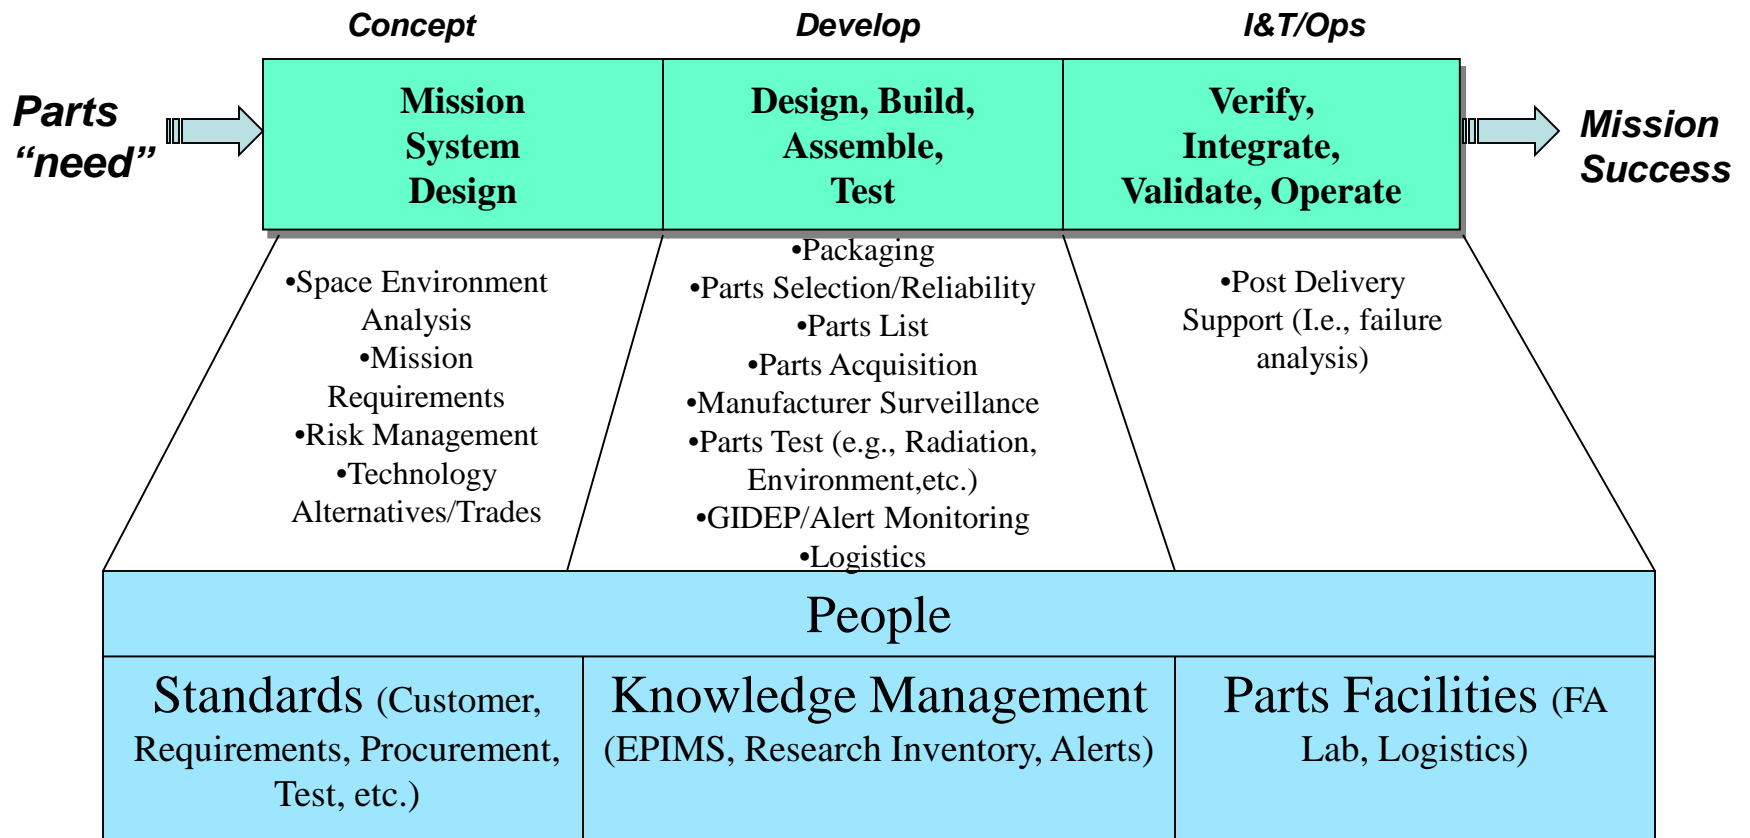 Concept
Develop
I&T/Ops
Parts
“need”
Mission
System
Design
Design, Build,
Assemble,
Test
Verify,
Integrate,
Validate, Operate
Mission
Success
•Space Environment
Analysis
•Mission
Requirements
•Risk Management
•Technology
Alternatives/Trades
•Packaging
•Parts Selection/Reliability
•Parts List
•Parts Acquisition
•Manufacturer Surveillance
•Parts Test (e.g., Radiation,
Environment,etc.)
•GIDEP/Alert Monitoring
•Logistics
•Post Delivery
Support (I.e., failure
analysis)
People
Standards (Customer,
Requirements, Procurement,
Test, etc.)
Knowledge Management
(EPIMS, Research Inventory, Alerts)
Parts Facilities (FA
Lab, Logistics)